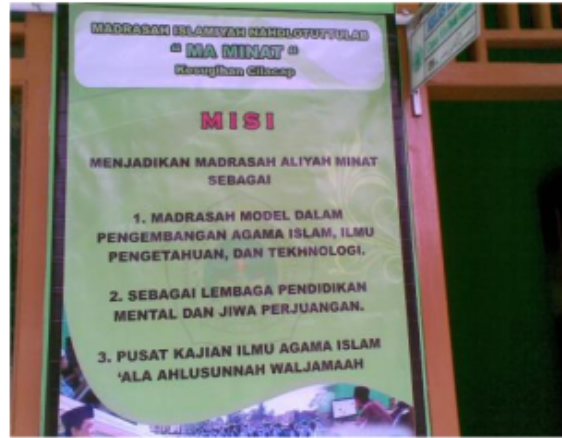 MADRASAH ISLAMIYAH NAHDLOTUTTULAB
“ MA MINAT “
Kesugihan Cilacap
MISI
MENJADIKAN MADRASAH ALIYAH MINAT
SEBAGAI
1. MADRASAH MODEL DALAM
PENGEMBANGAN AGAMA ISLAM, ILMU
PENGETAHUAN, DAN TEKHNOLOGI.
2. SEBAGAI LEMBAGA PENDIDIKAN
MENTAL DAN JIWA PERJUANGAN.
3. PUSAT KAJIAN ILMU AGAMA ISLAM
‘ALA AHLUSUNNAH WALJAMAAH